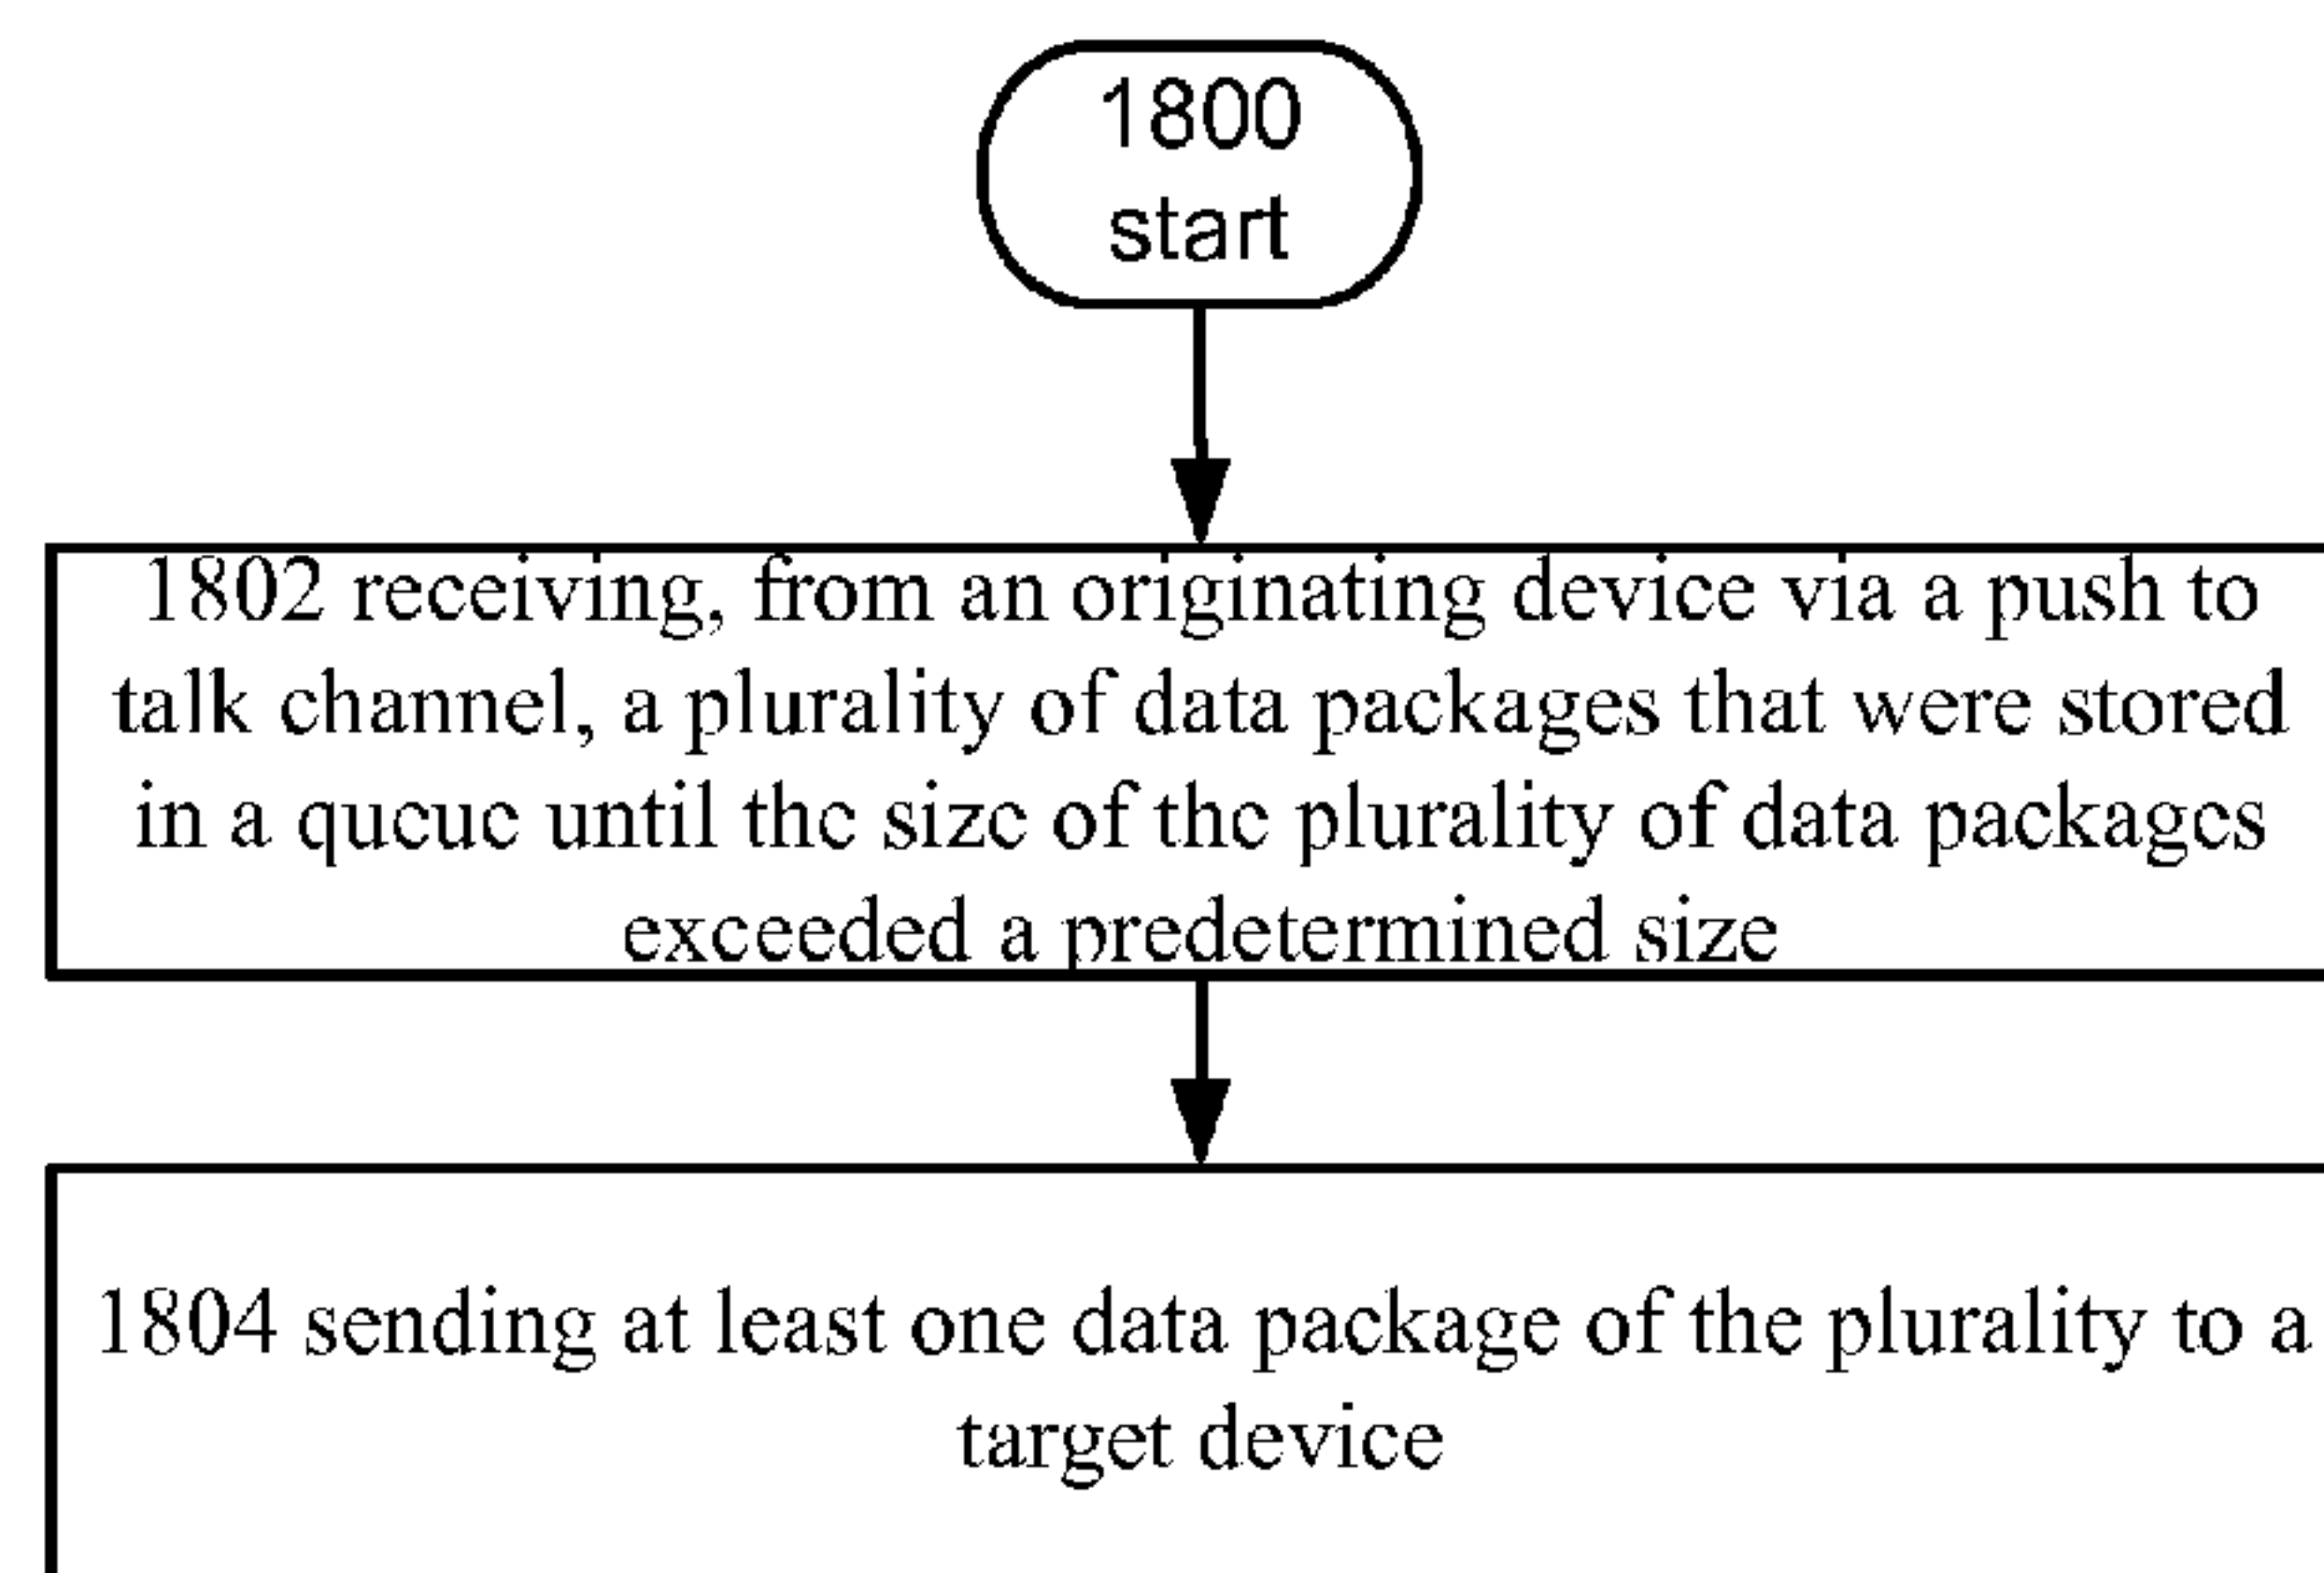 1800
start
1802 receiving, from an originating device via a push to
talk channel, a plurality of data packages that were stored
in a queue until the size of the plurality of data packages
exceeded a predetermined size
1804 sending at least one data package of the plurality to a
target device